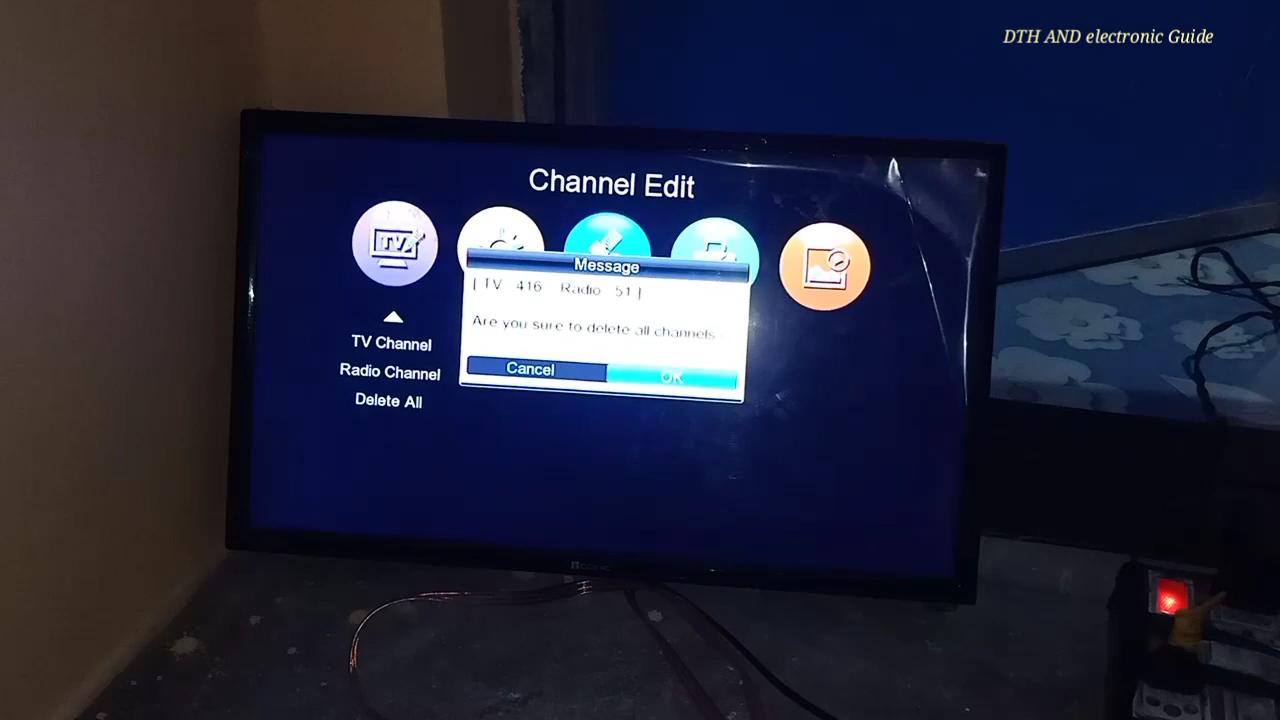 DTH AND electronic Guide
Channel Edit
Message
[ TV 416 Radio 51 ]
Are you sure to delete all channels
Cancel
OK
TV Channel
Radio Channel
Delete All
TV